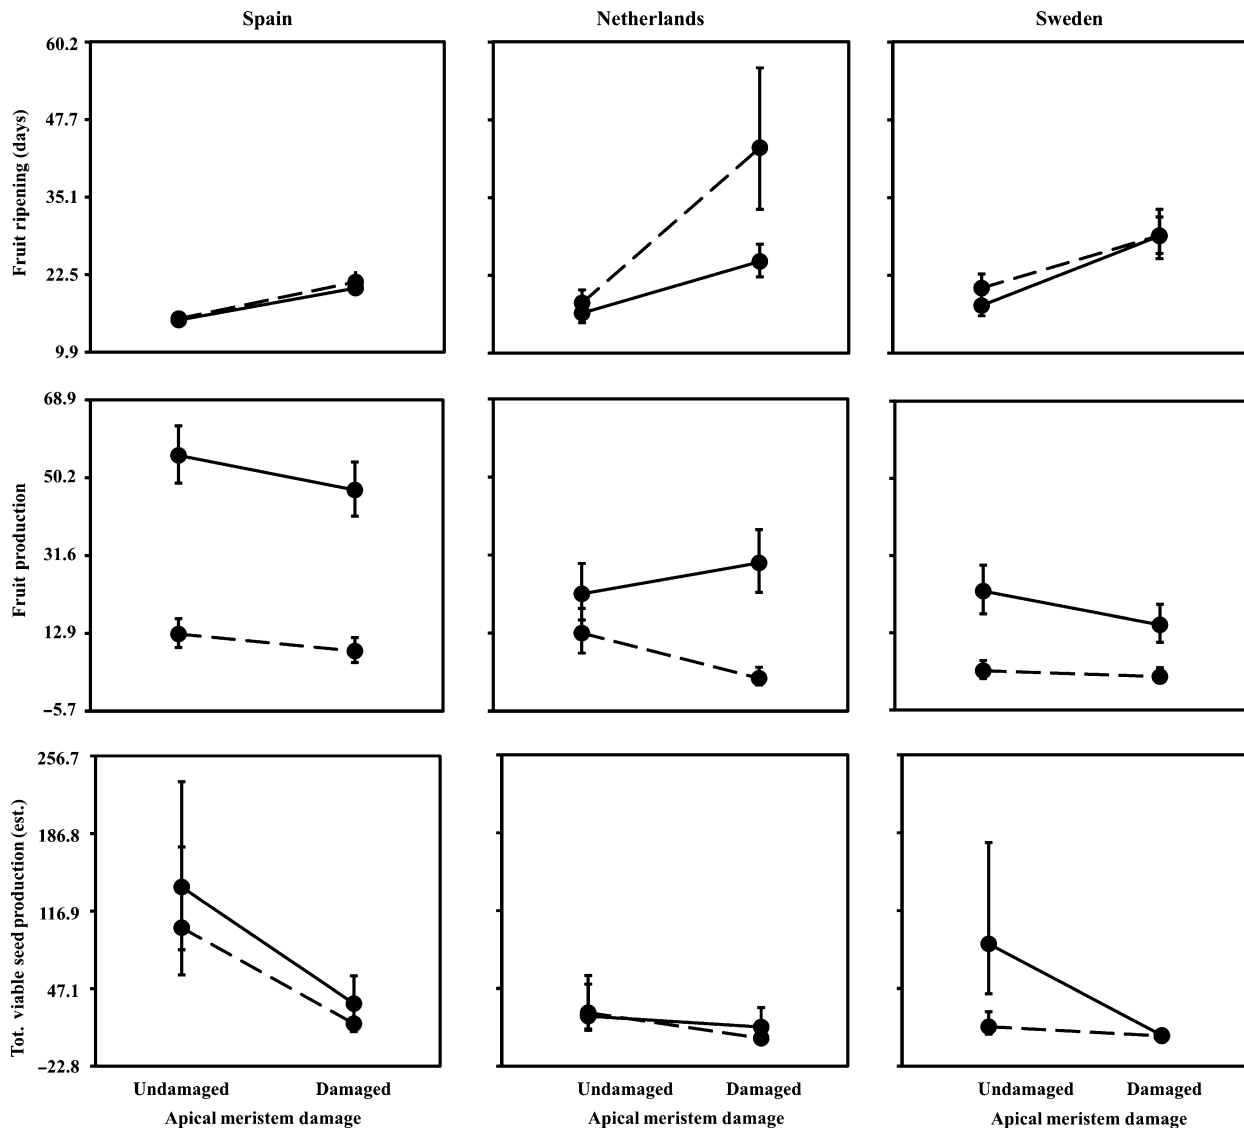 Spain Netherlands Sweden
Fruit ripening (days)
60.2
47.7
35.1
22.5
9.9
Fruit production
68.9
50.2
31.6
12.9
−5.7
Tot. viable seed production (est.)
256.7
186.8
116.9
47.1
−22.8
Undamaged Damaged Undamaged Damaged Undamaged Damaged
Apical meristem damage Apical meristem damage Apical meristem damage